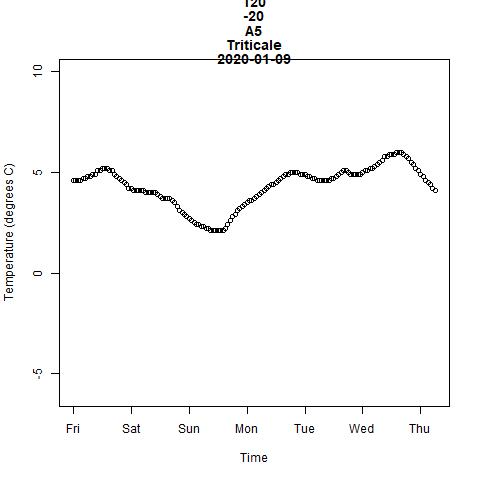 120
-20
A5
Triticale
2020-01-09
10
5
0
-5
Temperature (degrees C)
Fri Sat Sun Mon Tue Wed Thu
Time